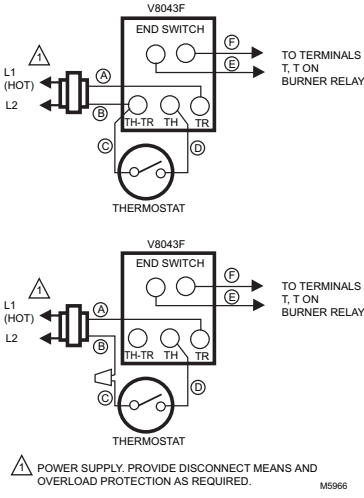 V8043F
END SWITCH
1
L1
(HOT)
L2
A
B
F
E
TO TERMINALS
T, T ON
BURNER RELAY
TH-TR TH TR
C
D
THERMOSTAT
V8043F
END SWITCH
1
L1
(HOT)
L2
A
B
F
E
TO TERMINALS
T, T ON
BURNER RELAY
TH-TR TH TR
C
D
THERMOSTAT
1 POWER SUPPLY. PROVIDE DISCONNECT MEANS AND
OVERLOAD PROTECTION AS REQUIRED.
M5966